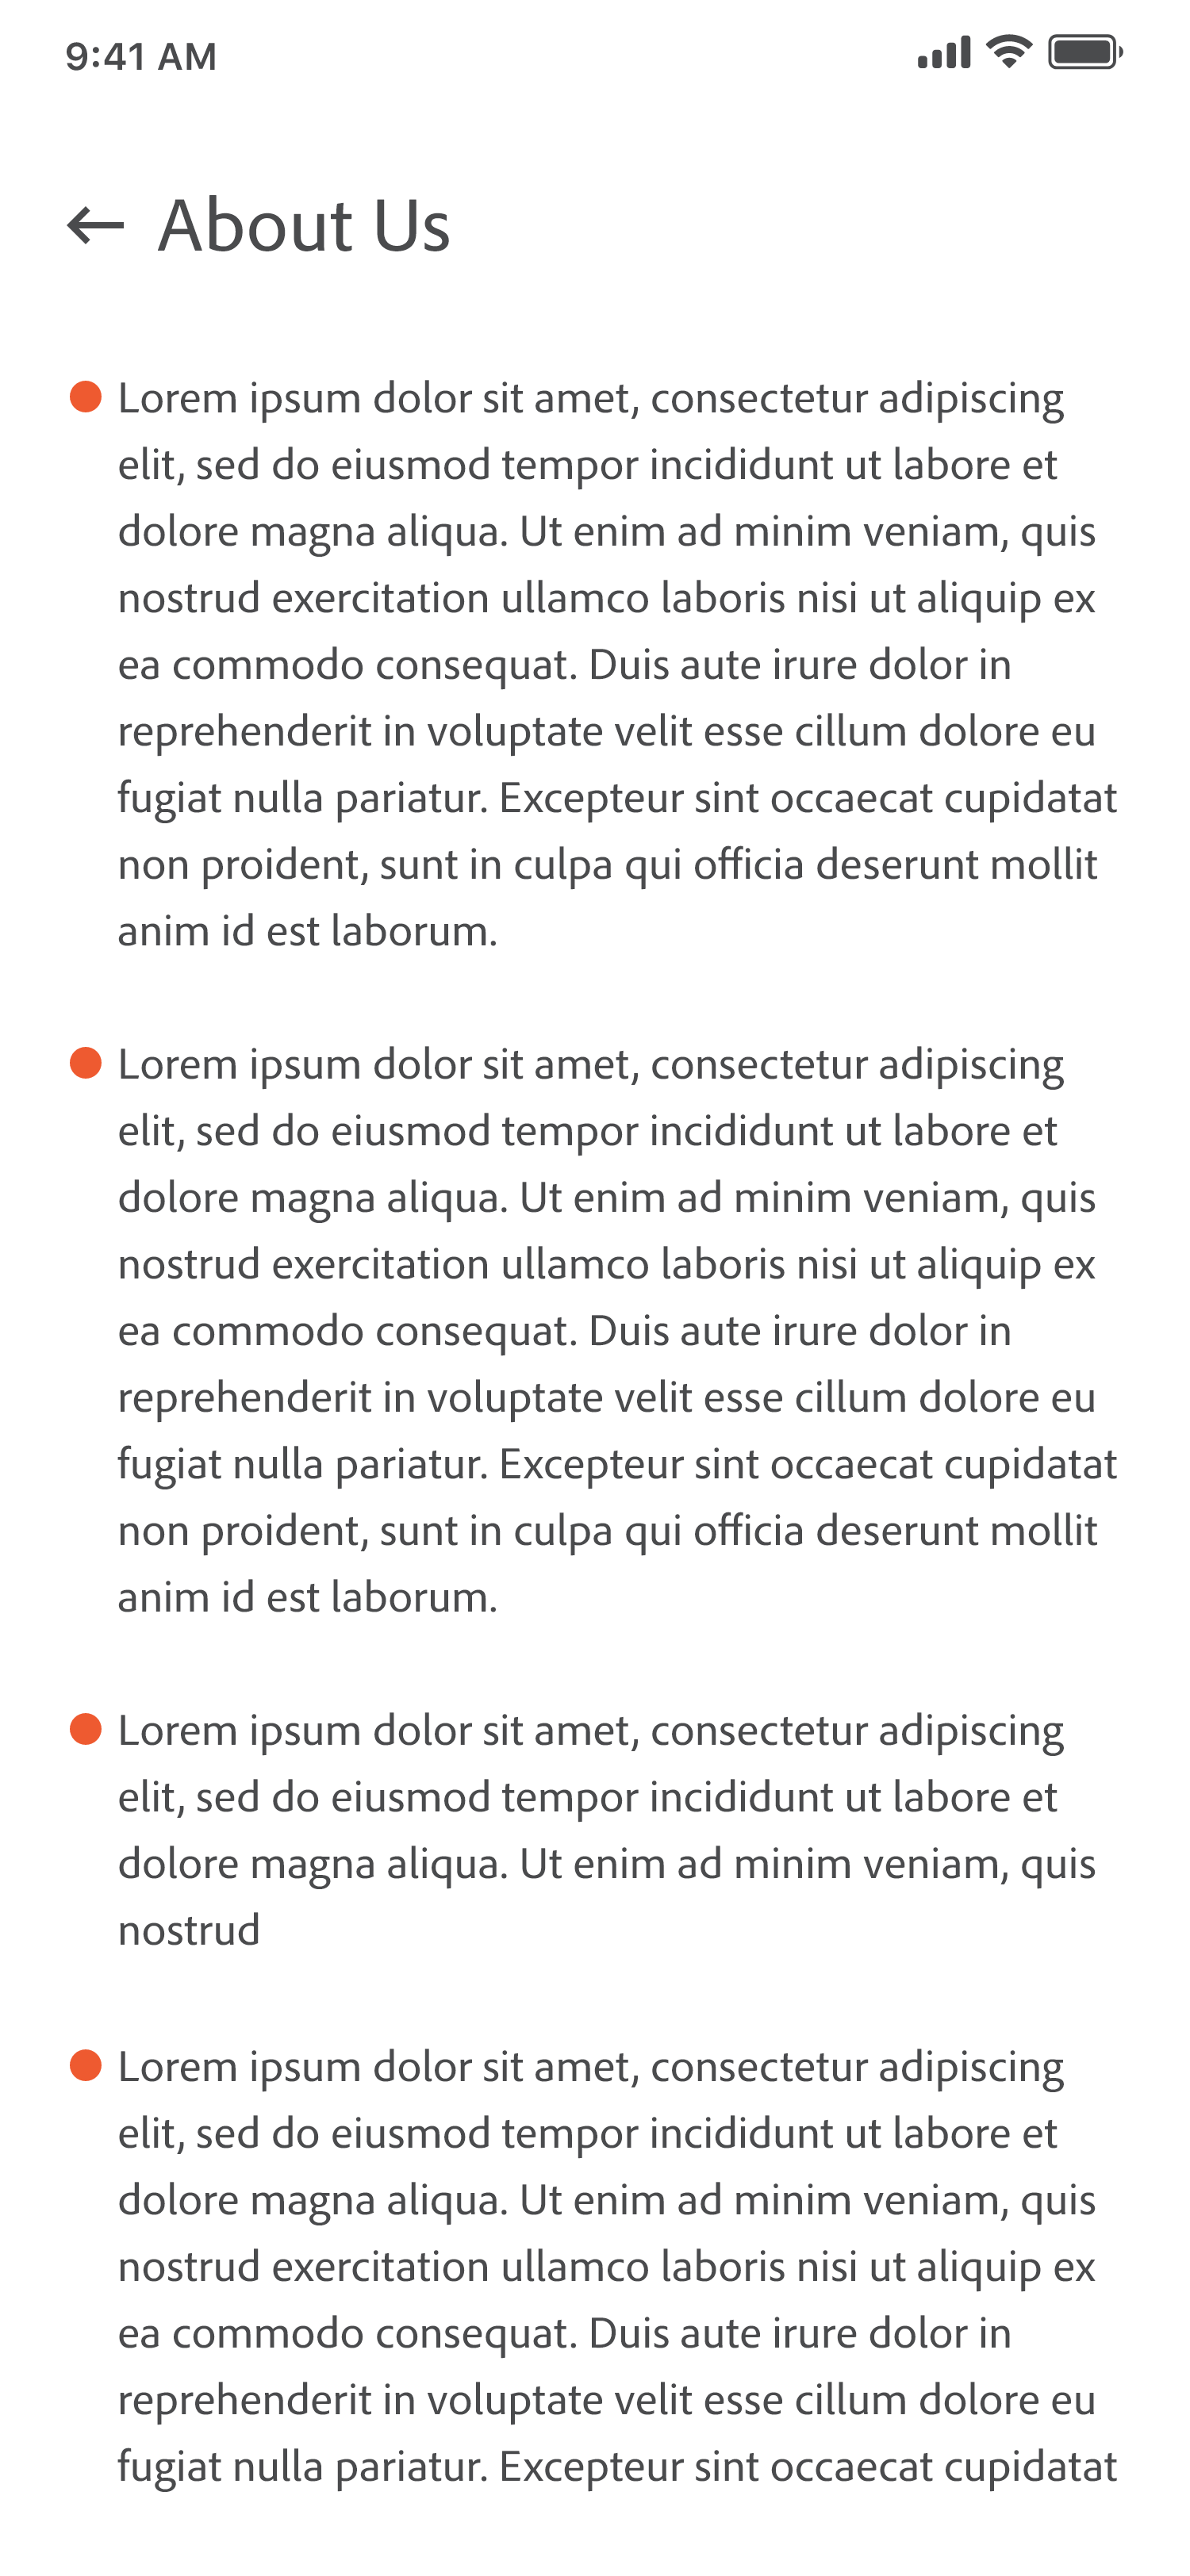 9:41 AM
About Us
Lorem ipsum dolor sit amet, consectetur adipiscing
elit, sed do eiusmod tempor incididunt ut labore et
dolore magna aliqua. Ut enim ad minim veniam, quis
nostrud exercitation ullamco laboris nisi ut aliquip ex
ea commodo consequat. Duis aute irure dolor in
reprehenderit in voluptate velit esse cillum dolore eu
fugiat nulla pariatur. Excepteur sint occaecat cupidatat
non proident, sunt in culpa qui officia deserunt mollit
anim id est laborum.
Lorem ipsum dolor sit amet, consectetur adipiscing
elit, sed do eiusmod tempor incididunt ut labore et
dolore magna aliqua. Ut enim ad minim veniam, quis
nostrud exercitation ullamco laboris nisi ut aliquip ex
ea commodo consequat. Duis aute irure dolor in
reprehenderit in voluptate velit esse cillum dolore eu
fugiat nulla pariatur. Excepteur sint occaecat cupidatat
non proident, sunt in culpa qui officia deserunt mollit
anim id est laborum.
Lorem ipsum dolor sit amet, consectetur adipiscing
elit, sed do eiusmod tempor incididunt ut labore et
dolore magna aliqua. Ut enim ad minim veniam, quis
nostrud
Lorem ipsum dolor sit amet, consectetur adipiscing
elit, sed do eiusmod tempor incididunt ut labore et
dolore magna aliqua. Ut enim ad minim veniam, quis
nostrud exercitation ullamco laboris nisi ut aliquip ex
ea commodo consequat. Duis aute irure dolor in
reprehenderit in voluptate velit esse cillum dolore eu
fugiat nulla pariatur. Excepteur sint occaecat cupidatat